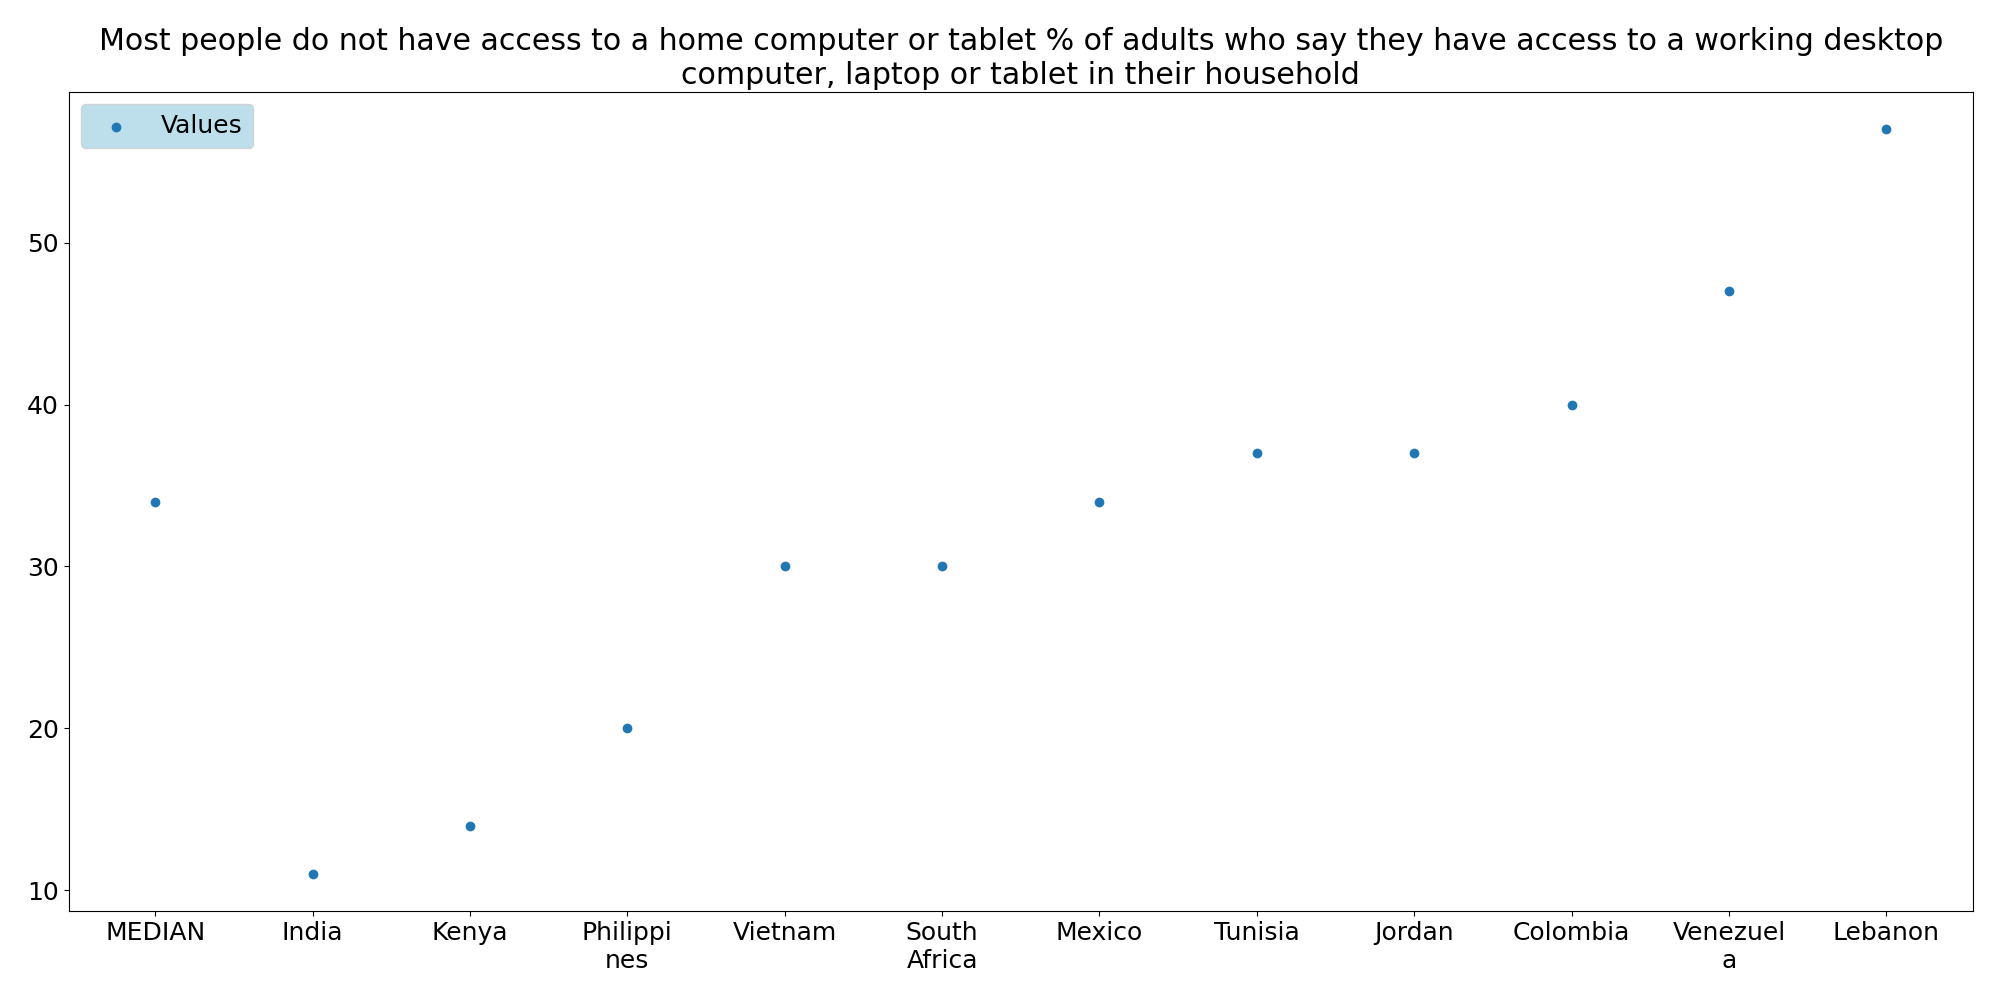 Most people do not have access to a home computer or tablet % of adults who say they have access to a working desktop
computer, laptop or tablet in their household
Values
50
40
30
20
10
MEDIAN India Kenya Philippi Vietnam South Mexico Tunisia Jordan Colombia Venezuel Lebanon
nes Africa a